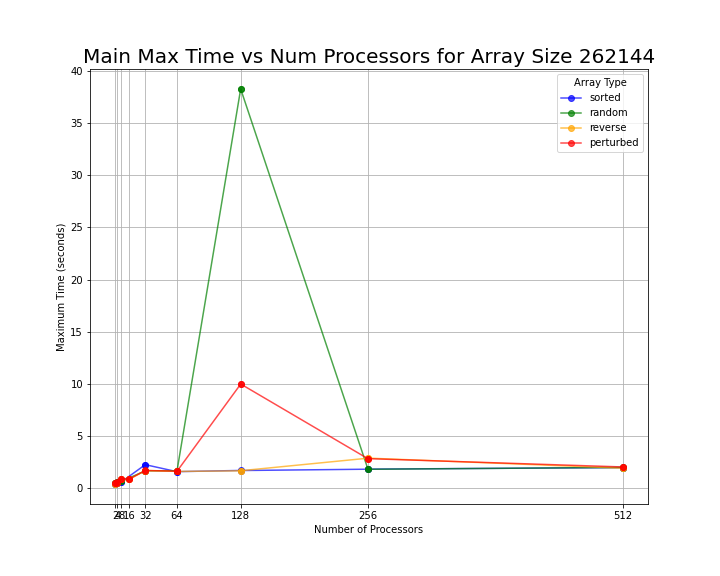 Main Max Time vs Num Processors for Array Size 262144
Array Type
sorted
random
reverse
perturbed
Maximum Time (seconds)
40
35
30
25
20
15
10
5
0
2 4 8 16 32 64 128 256 512
Number of Processors